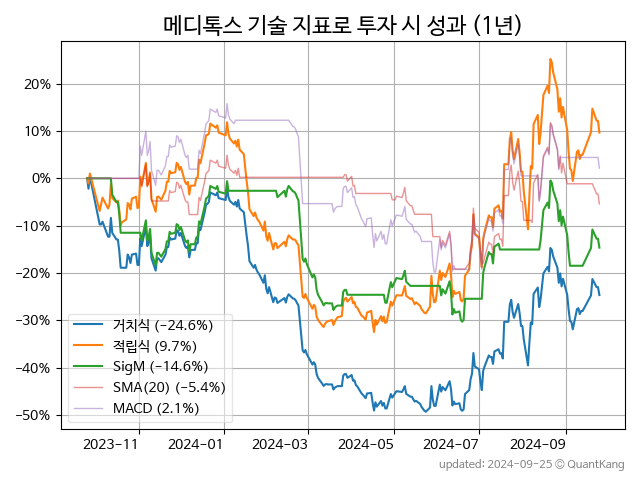 메디톡스 기술 지표로 투자 시 성과 (1년)
20%
10%
0%
−10%
−20%
−30%
−40%
−50%
거치식 (−24.6%)
적립식 (9.7%)
SigM (−14.6%)
SMA(20) (−5.4%)
MACD (2.1%)
2023-11 2024-01 2024-03 2024-05 2024-07 2024-09
updated: 2024-09-25 © QuantKang